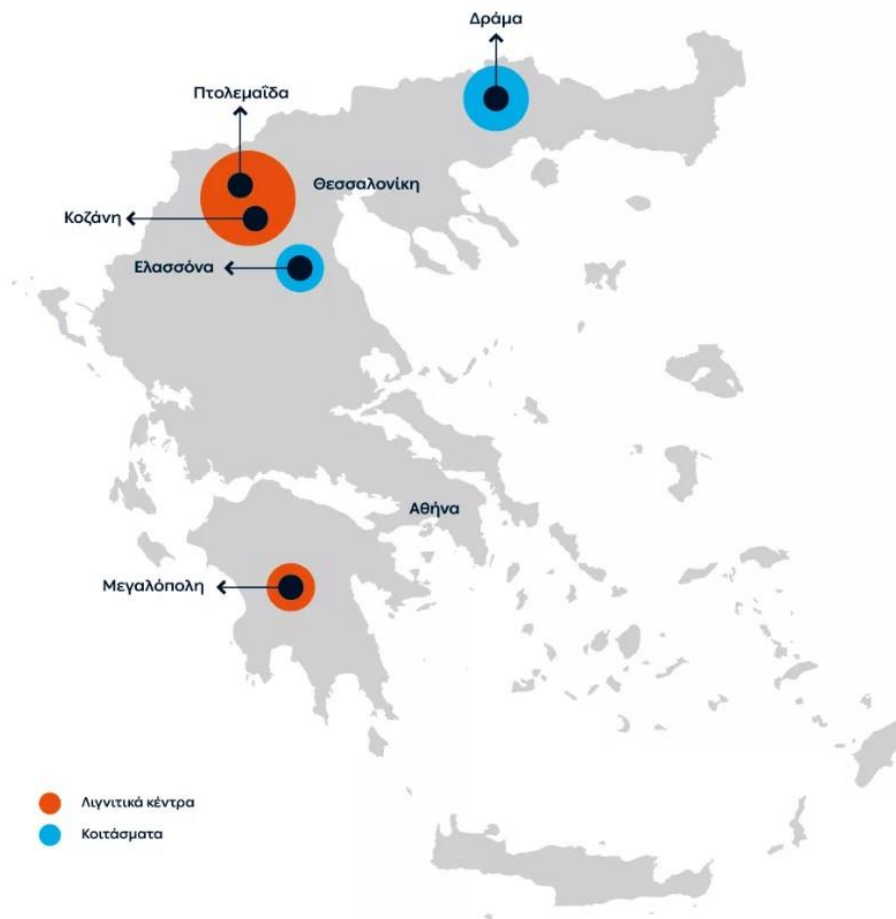 Δράμα
Πτολεμαΐδα
Θεσσαλονίκη
Κοζάνη
Ελασσόνα
Αθήνα
Μεγαλόπολη
Λιγνιτικά κέντρα
Κοιτάσματα